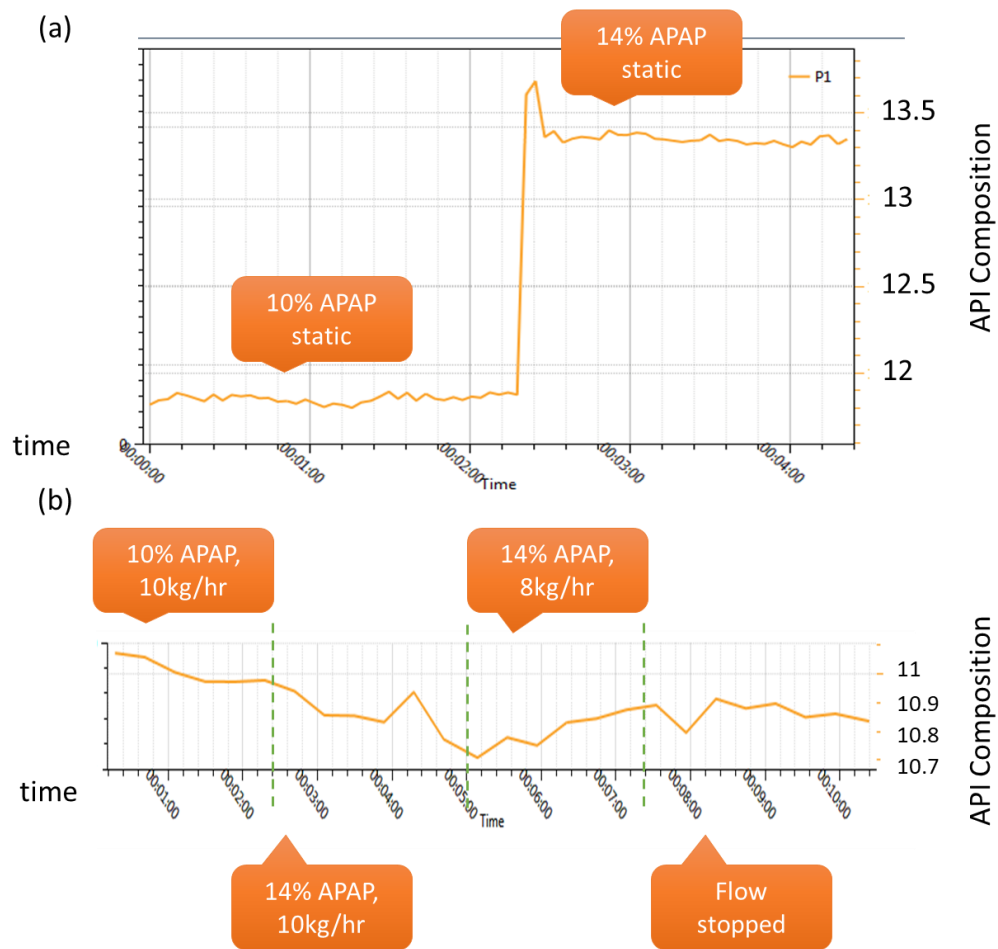 (a)
14% APAP
static
P1
13.5
13
12.5
12
API Composition
10% APAP
static
0
time
00:00:00
00:01:00
00:02:00
00:03:00
00:04:00
Time
(b)
10% APAP,
10kg/hr
14% APAP,
8kg/hr
11
10.9
10.8
10.7
API Composition
time
00:01:00
00:02:00
00:03:00
00:05:00
00:06:00
00:07:00
00:08:00
00:09:00
00:10:00
Time
14% APAP,
10kg/hr
Flow
stopped